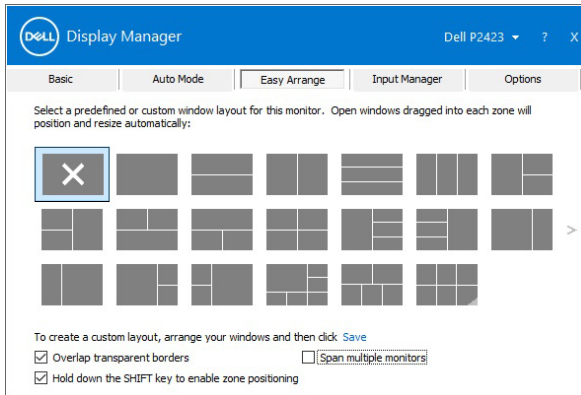 DELL Display Manager Dell P2423 ? X
Basic Auto Mode Easy Arrange Input Manager Options
Select a predefined or custom window layout for this monitor. Open windows dragged into each zone will
position and resize automatically:
>
To create a custom layout, arrange your windows and then click Save
Overlap transparent borders Span multiple monitors
Hold down the SHIFT key to enable zone positioning